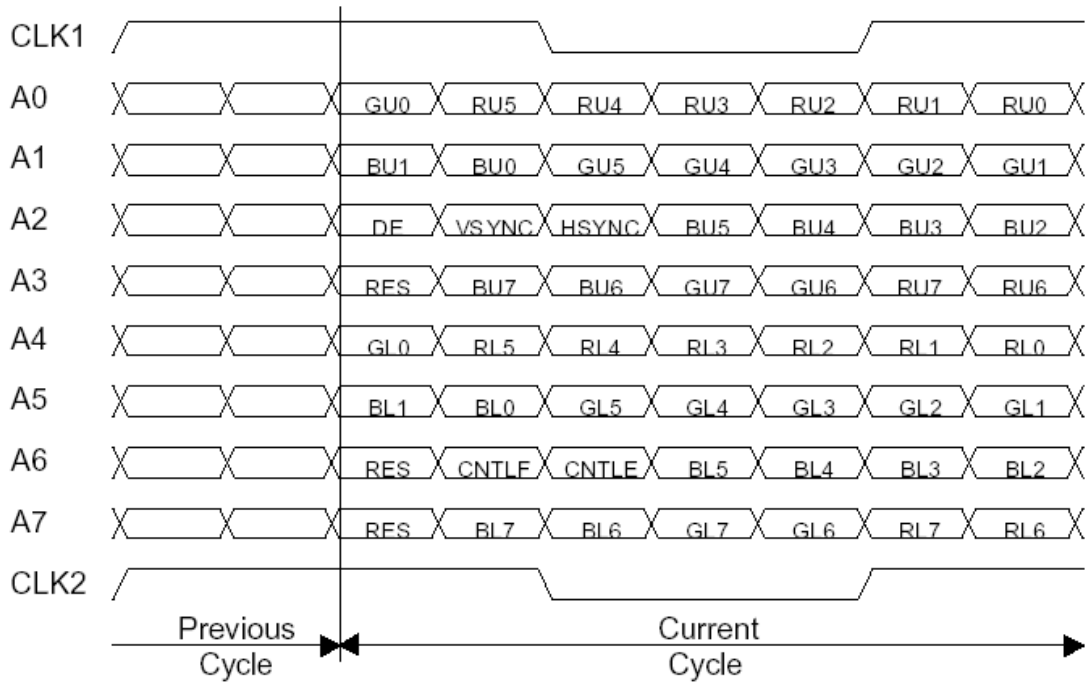 CLK1
A0 GU0 RU5 RU4 RU3 RU2 RU1 RU0
A1 BU1 BU0 GU5 GU4 GU3 GU2 GU1
A2 DE VSYNC HSYNC BU5 BU4 BU3 BU2
A3 RES BU7 BU6 GU7 GU6 RU7 RU6
A4 GL0 RL5 RL4 RL3 RL2 RL1 RL0
A5 BL1 BL0 GL5 GL4 GL3 GL2 GL1
A6 RES CNTLF CNTLE BL5 BL4 BL3 BL2
A7 RES BL7 BL6 GL7 GL6 RL7 RL6
CLK2
Previous Current
Cycle Cycle